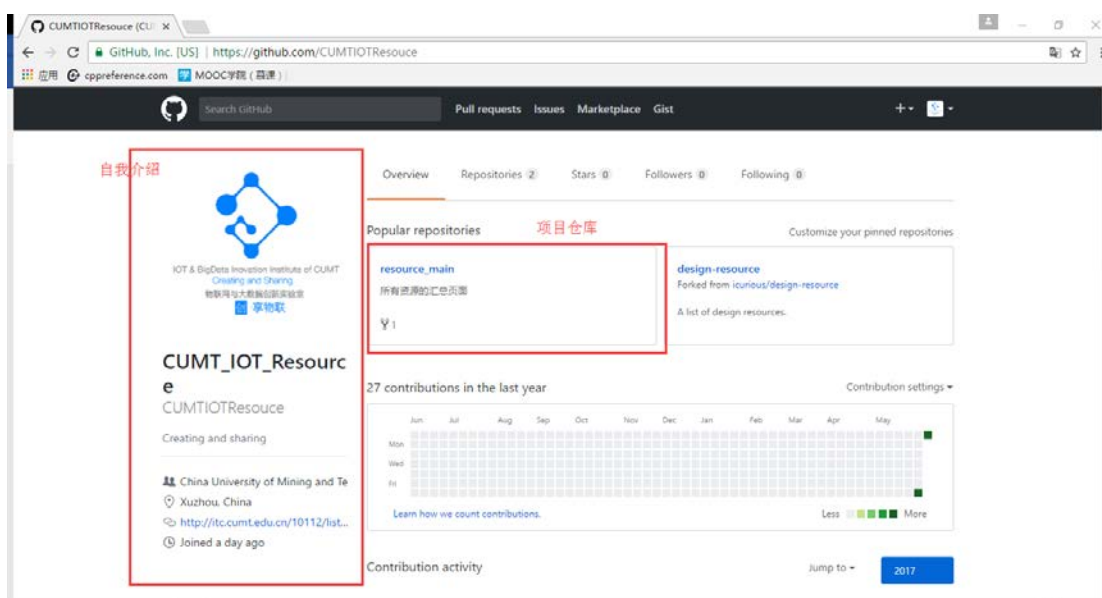 CUMTIOTResouce (CU
GitHub, Inc. [US] | https://github.com/CUMTIOTResouce
应用 cppreference.com MOOC学院 ( 慕课 )
Search GitHub Pull requests Issues Marketplace Gist
自我介绍
Overview Repositories 2 Stars 0 Followers 0 Following 0
Popular repositories 项目仓库 Customize your pinned repositories
resource_main
所有资源的汇总页面
1
design-resource
Forked from icurious/design-resource
A list of design resources.
IOT & BigData Inovation Institute of CUMT
Creating and Sharing
物联网与大数据创新实验室
创 享物联
CUMT_IOT_Resourc
e
CUMTIOTResouce
Creating and sharing
China University of Mining and Te
Xuzhou, China
http://itc.cumt.edu.cn/10112/list...
Joined a day ago
27 contributions in the last year Contribution settings
Jun Jul Aug Sep Oct Nov Dec Jan Feb Mar Apr May
Mon
Wed
Fri
Learn how we count contributions. Less More
Contribution activity Jump to 2017